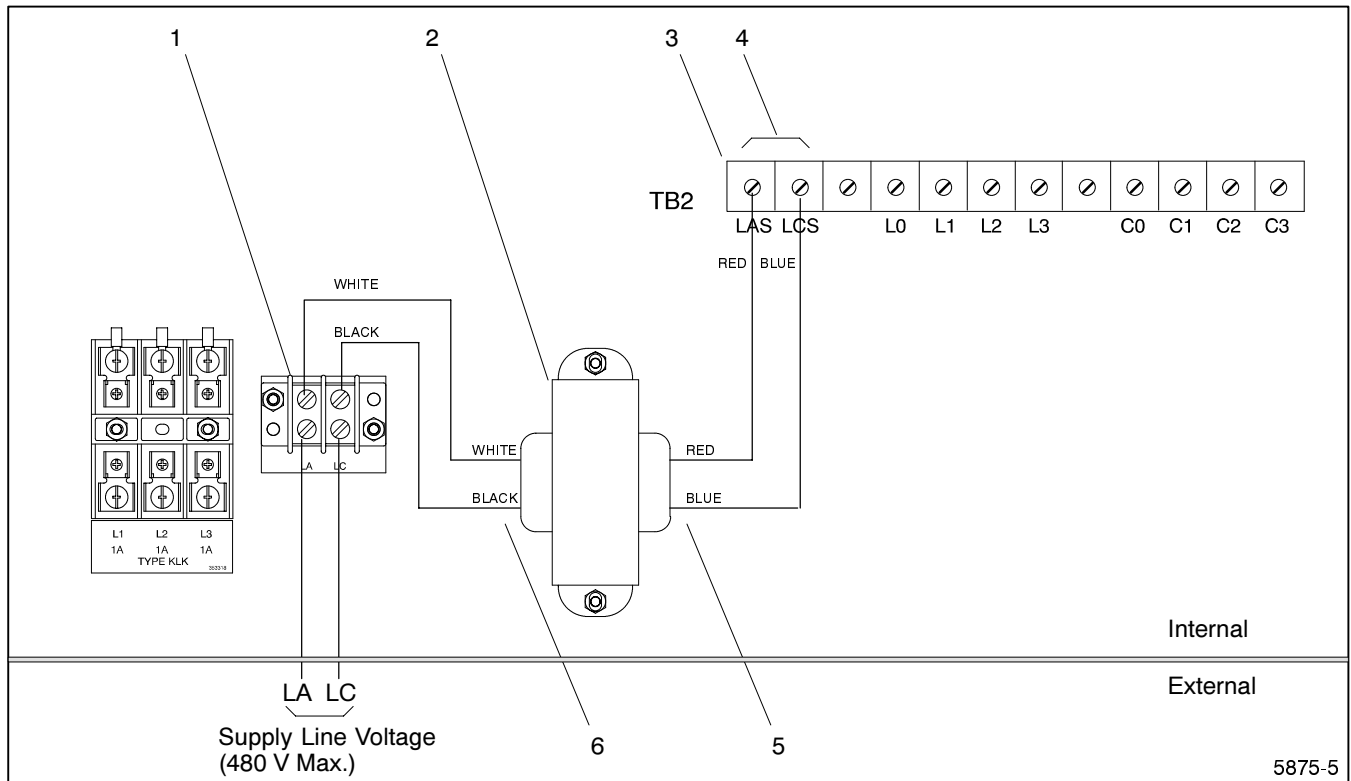 1 2 3 4
TB2
LAS LCS L0 L1 L2 L3 C0 C1 C2 C3
RED BLUE
WHITE
BLACK
WHITE RED
BLACK BLUE
LA LC
L1 L2 L3
1A 1A 1A
TYPE KLK
353318
Internal
External
LA LC
Supply Line Voltage
(480 V Max.)
6 5
5875-5